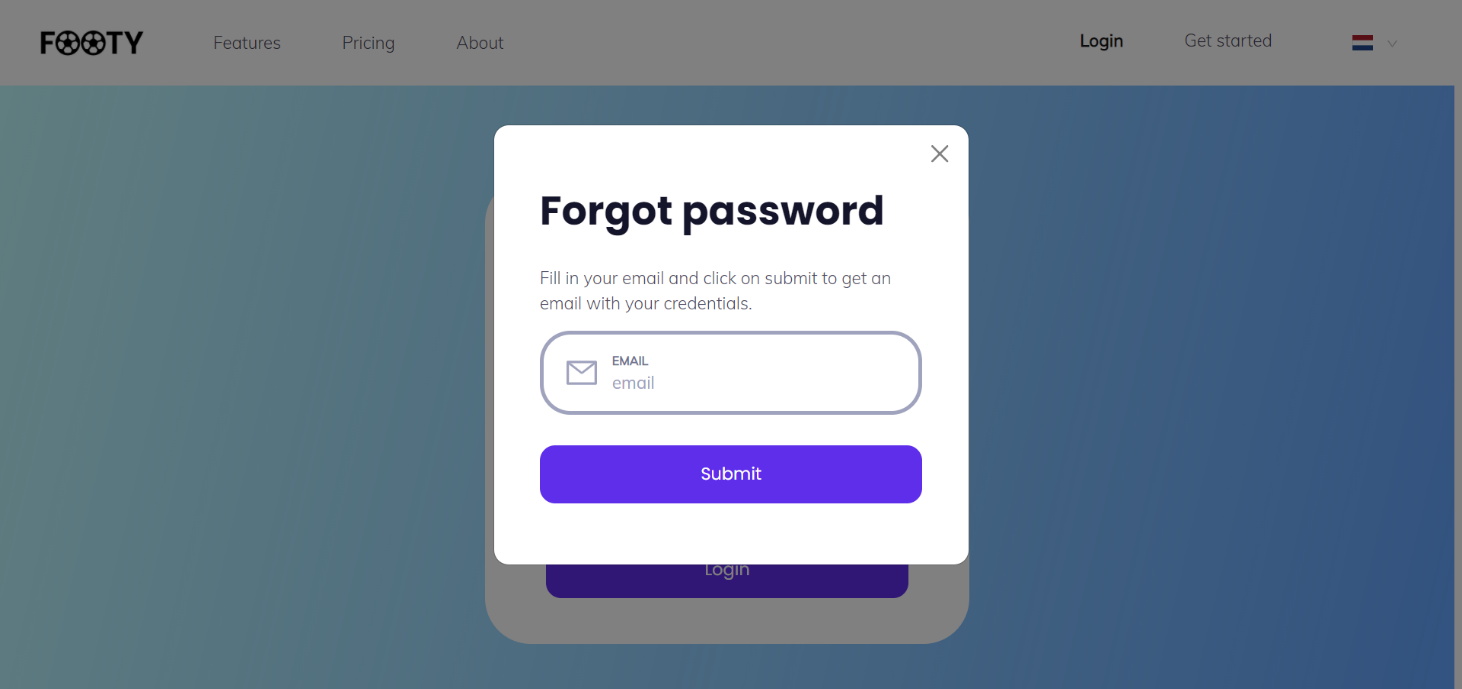 FOOTY
Features
Pricing
About
Login
Get started
Forgot password
Fill in your email and click on submit to get an
email with your credentials.
EMAIL
email
Submit
Login